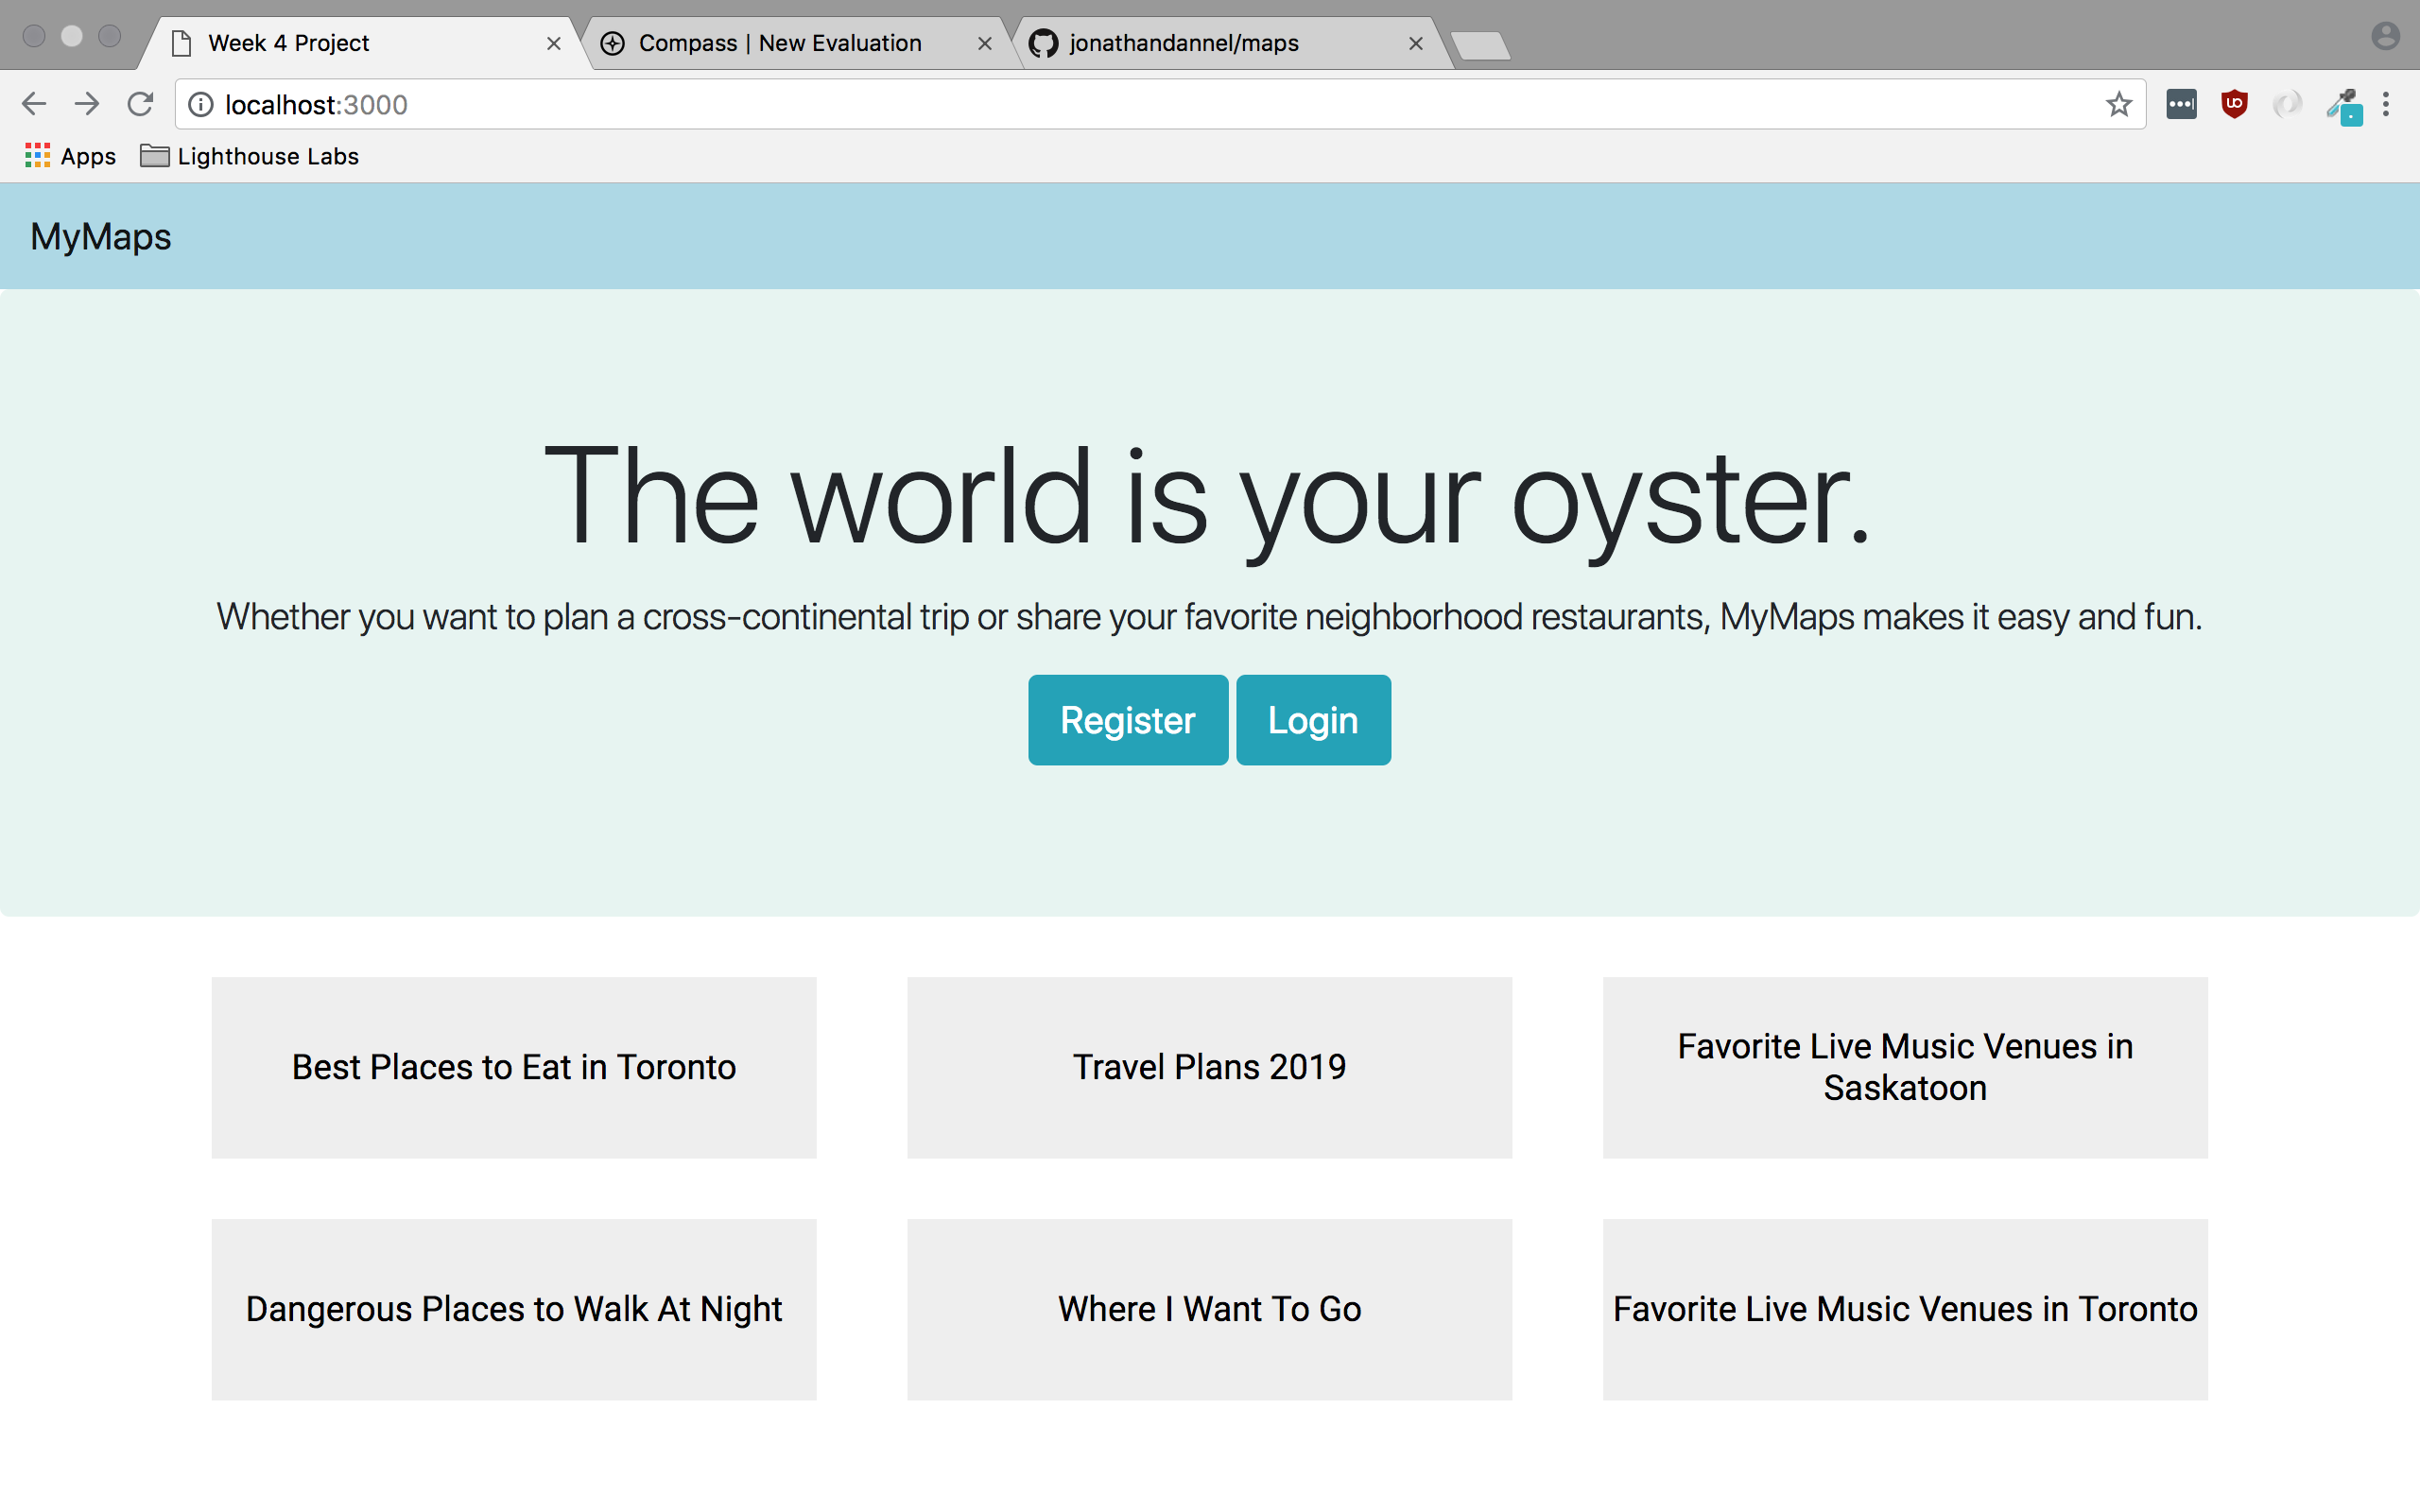 Week 4 Project
Compass | New Evaluation
jonathandannel/maps
localhost:3000
Apps
Lighthouse Labs
MyMaps
The world is your oyster.
Whether you want to plan a cross-continental trip or share your favorite neighborhood restaurants, MyMaps makes it easy and fun.
Register
Login
Best Places to Eat in Toronto
Travel Plans 2019
Favorite Live Music Venues in
Saskatoon
Dangerous Places to Walk At Night
Where I Want To Go
Favorite Live Music Venues in Toronto